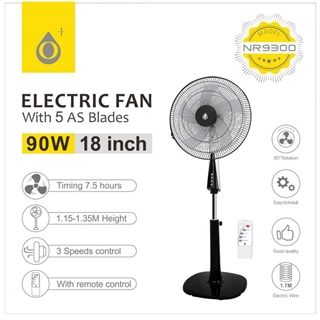 MODEL
NR9300
ELECTRIC FAN
With 5 AS Blades
90W 18 inch
Timing 7.5 hours
1.15-1.35M Height
3 Speeds control
With remote control
80° Rotation
Easy to Install
Good quality
1.7M
Electric Wire